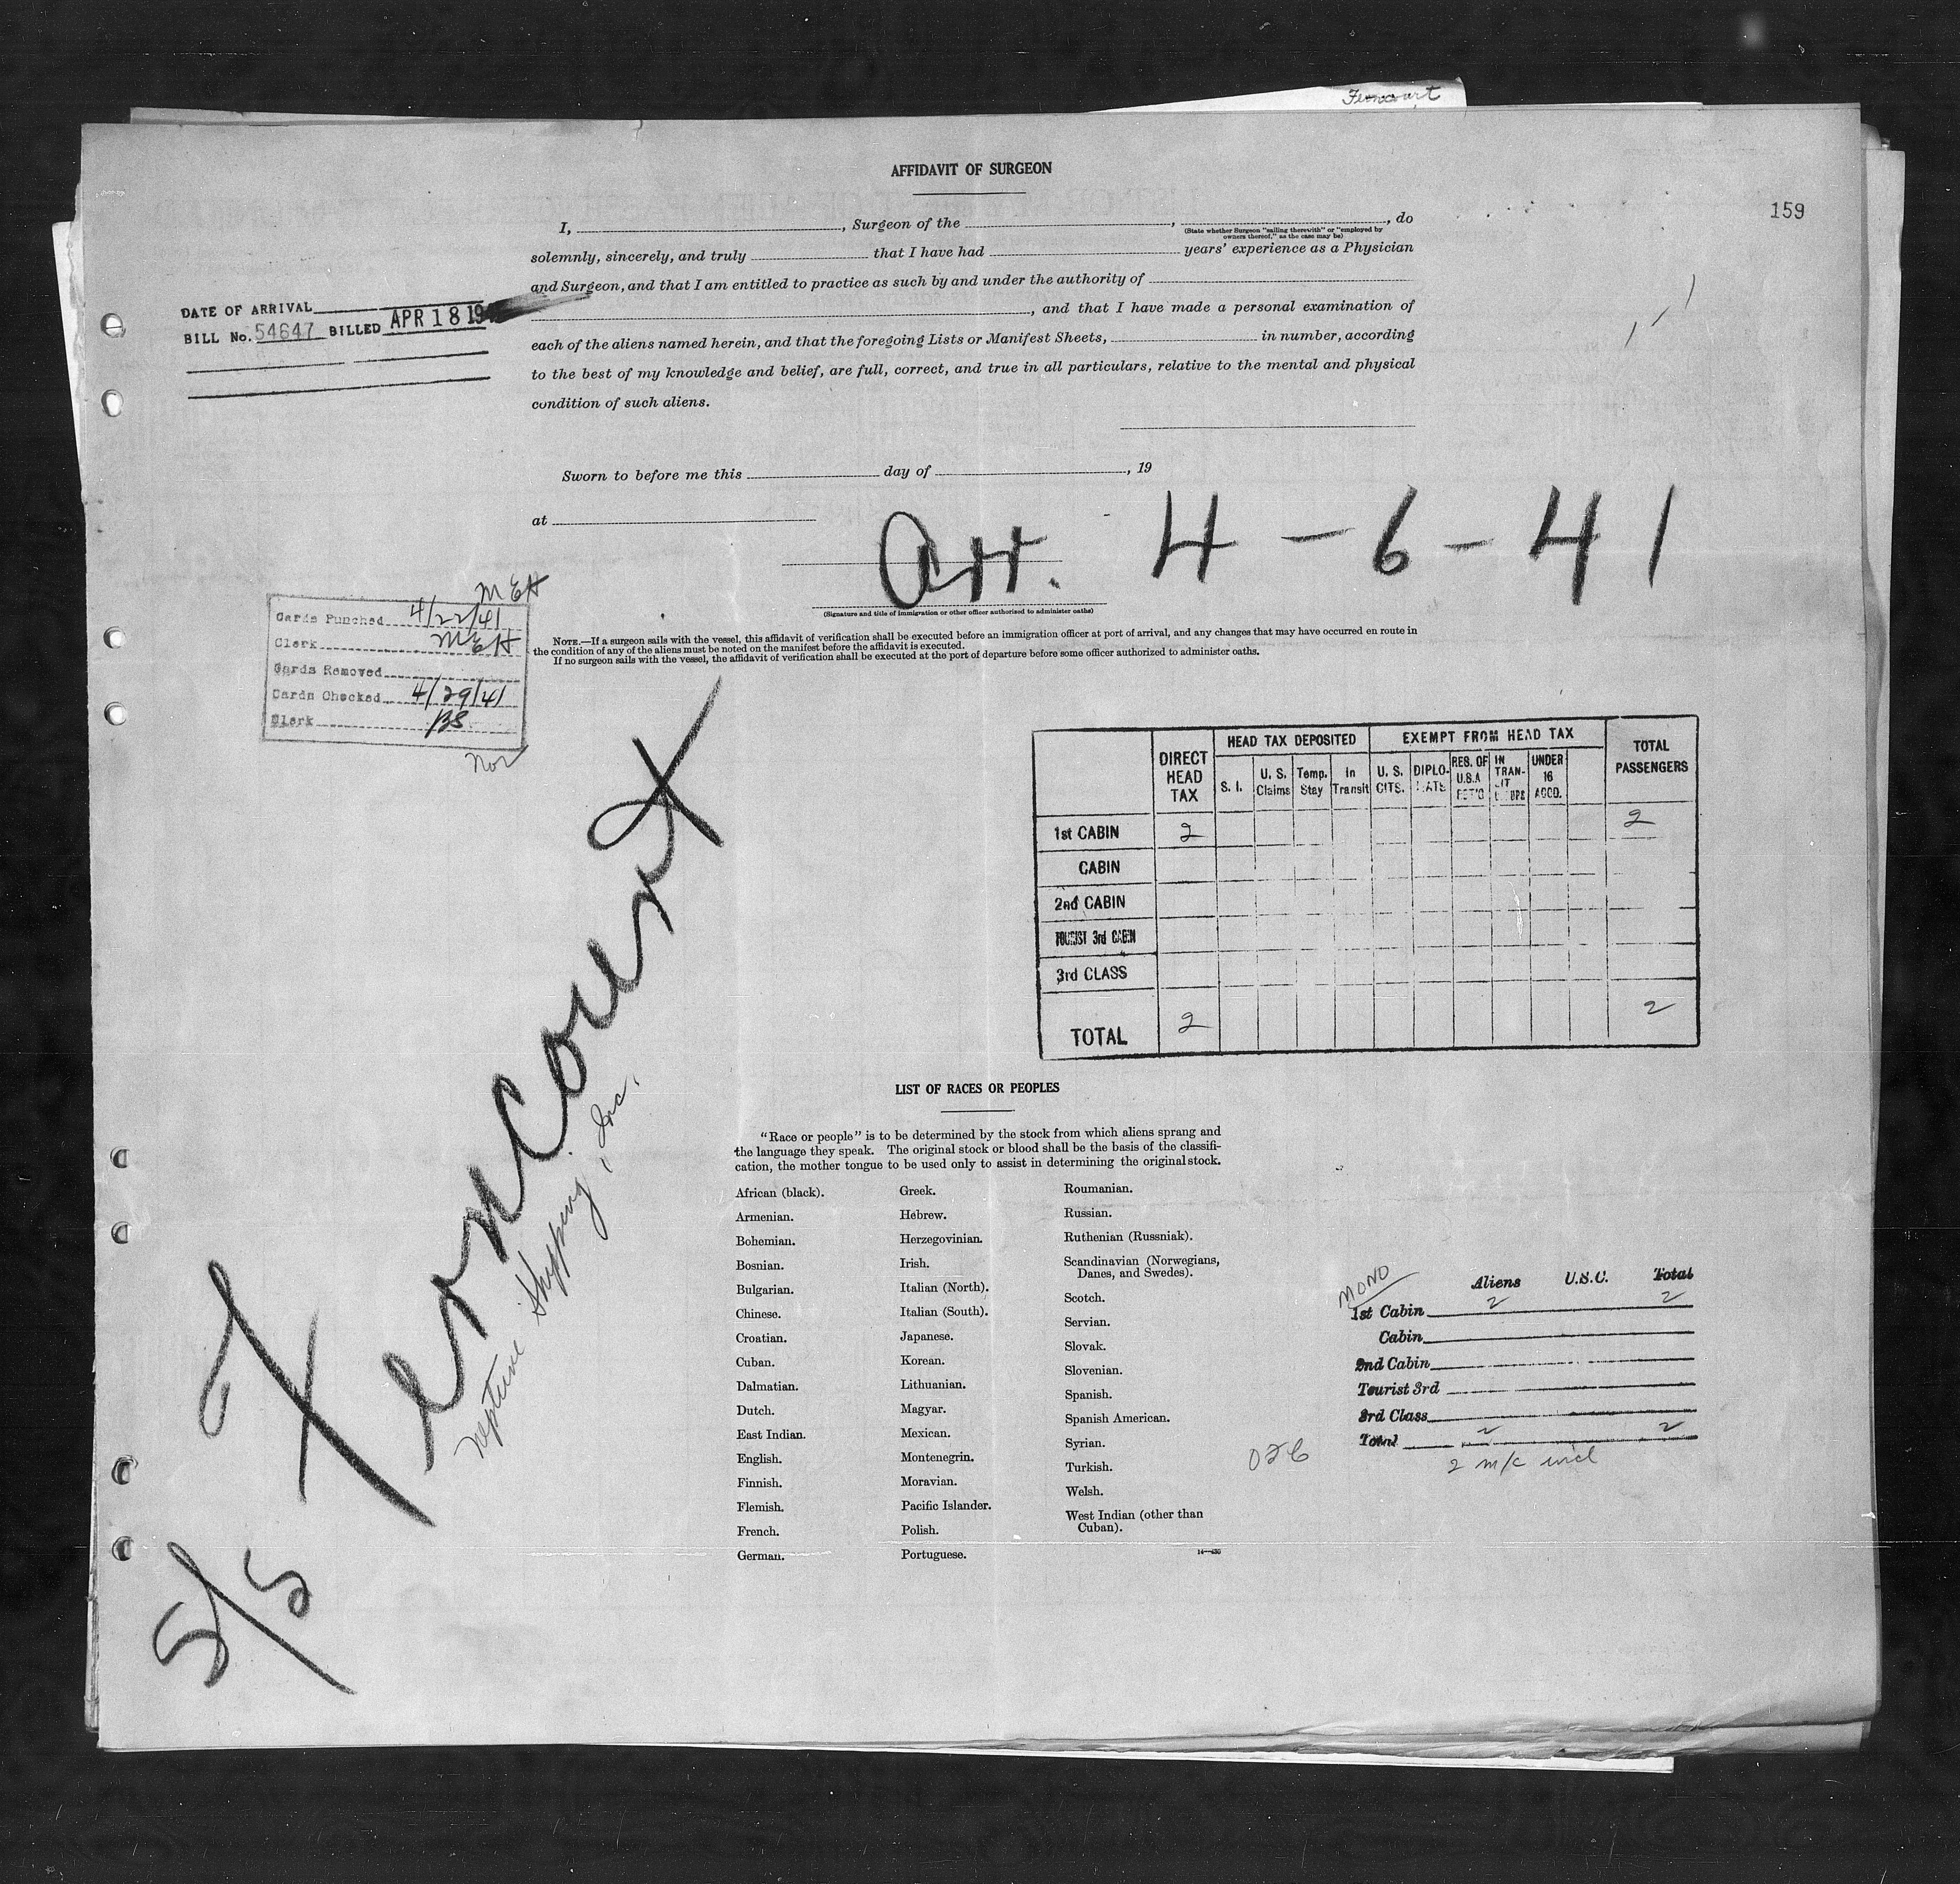 Ferncourt
AFFIDAVIT OF SURGEON
159
I, , Surgeon of the , , do
(State whether Surgeon "sailing therewith" or "employed by
owners thereof," as the case may be)
solemnly, sincerely, and truly that I have had years' experience as a Physician
and Surgeon, and that I am entitled to practice as such by and under the authority of
, and that I have made a personal examination of
each of the aliens named herein, and that the foregoing Lists or Manifest Sheets, in number, according
to the best of my knowledge and belief, are full, correct, and true in all particulars, relative to the mental and physical
condition of such aliens.
DATE OF ARRIVAL
BILL No. 54647 BILLED APR 18 19
Sworn to before me this day of , 19
at
Arr. 4-6-41
(Signature and title of immigration or other officer authorized to administer oaths)
NOTE.—If a surgeon sails with the vessel, this affidavit of verification shall be executed before an immigration officer at port of arrival, and any changes that may have occurred en route in
the condition of any of the aliens must be noted on the manifest before the affidavit is executed.
If no surgeon sails with the vessel, the affidavit of verification shall be executed at the port of departure before some officer authorized to administer oaths.
MEH
Cards Punched 4/22/41
Clerk MEH
Cards Removed
Cards Checked 4/29/41
Clerk BS
Nor
S/S Ferncourt
Neptune Shipping, Inc.
DIRECT HEAD TAX
HEAD TAX DEPOSITED
EXEMPT FROM HEAD TAX
TOTAL PASSENGERS
S. I.
U. S. Claims
Temp. Stay
In Transit
U. S. CITS.
DIPLOMATS
RES. OF U.S.A RET'G
IN TRANSIT
UNDER 16 ACCD.
1st CABIN 2 2
CABIN
2nd CABIN
TOURIST 3rd CABIN
3rd CLASS
TOTAL 2 2
LIST OF RACES OR PEOPLES
"Race or people" is to be determined by the stock from which aliens sprang and
the language they speak. The original stock or blood shall be the basis of the classifi-
cation, the mother tongue to be used only to assist in determining the original stock.
African (black).
Armenian.
Bohemian.
Bosnian.
Bulgarian.
Chinese.
Croatian.
Cuban.
Dalmatian.
Dutch.
East Indian.
English.
Finnish.
Flemish.
French.
German.
Greek.
Hebrew.
Herzegovinian.
Irish.
Italian (North).
Italian (South).
Japanese.
Korean.
Lithuanian.
Magyar.
Mexican.
Montenegrin.
Moravian.
Pacific Islander.
Polish.
Portuguese.
Roumanian.
Russian.
Ruthenian (Russniak).
Scandinavian (Norwegians,
Danes, and Swedes).
Scotch.
Servian.
Slovak.
Slovenian.
Spanish.
Spanish American.
Syrian.
Turkish.
Welsh.
West Indian (other than
Cuban).
MONO
Aliens U.S.C. Total
1st Cabin 2 2
Cabin
2nd Cabin
Tourist 3rd
3rd Class
Total 2 2
2 m/c incl